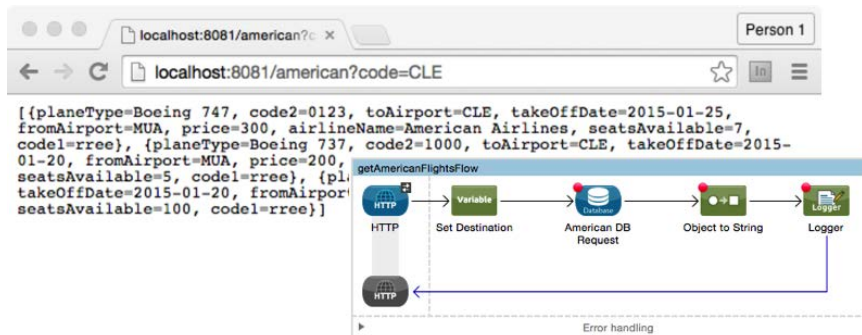 localhost:8081/american?c
Person 1
localhost:8081/american?code=CLE
In
[{planeType=Boeing 747, code2=0123, toAirport=CLE, takeOffDate=2015-01-25,
fromAirport=MUA, price=300, airlineName=American Airlines, seatsAvailable=7,
code1=rree}, {planeType=Boeing 737, code2=1000, toAirport=CLE, takeOffDate=2015-
01-20, fromAirport=MUA, price=200,
seatsAvailable=5, code1=rree}, {pl
takeOffDate=2015-01-20, fromAirpor
seatsAvailable=100, code1=rree}]
getAmericanFlightsFlow
HTTP
Variable
Database
Logger
HTTP
Set Destination
American DB
Request
Object to String
Logger
HTTP
Error handling